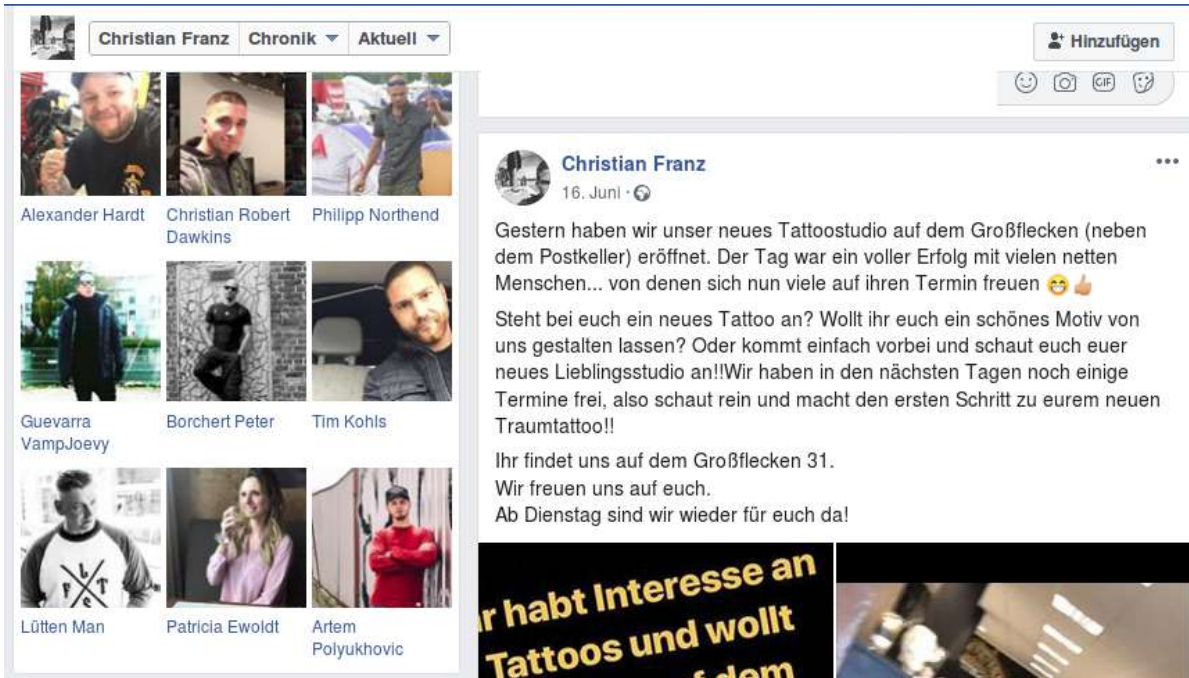 Christian Franz
Chronik
Aktuell
Hinzufügen
GIF
Alexander Hardt
Christian Robert
Dawkins
Philipp Northend
Guevarra
VampJoevy
Borchert Peter
Tim Kohls
Lütten Man
Patricia Ewoldt
Artem
Polyukhovic
Christian Franz
16. Juni ·
Gestern haben wir unser neues Tattoostudio auf dem Großflecken (neben
dem Postkeller) eröffnet. Der Tag war ein voller Erfolg mit vielen netten
Menschen... von denen sich nun viele auf ihren Termin freuen 😁👍
Steht bei euch ein neues Tattoo an? Wollt ihr euch ein schönes Motiv von
uns gestalten lassen? Oder kommt einfach vorbei und schaut euch euer
neues Lieblingsstudio an!!Wir haben in den nächsten Tagen noch einige
Termine frei, also schaut rein und macht den ersten Schritt zu eurem neuen
Traumtattoo!!
Ihr findet uns auf dem Großflecken 31.
Wir freuen uns auf euch.
Ab Dienstag sind wir wieder für euch da!
r habt Interesse an
Tattoos und wollt
dem